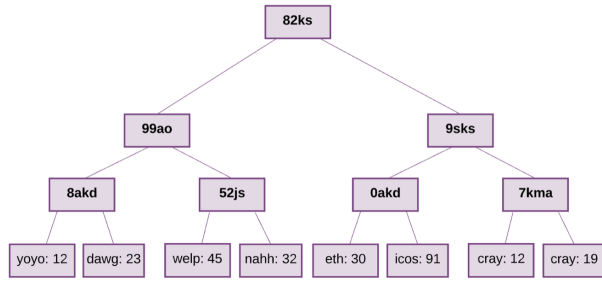 82ks
99ao
9sks
8akd
52js
0akd
7kma
yoyo: 12
dawg: 23
welp: 45
nahh: 32
eth: 30
icos: 91
cray: 12
cray: 19